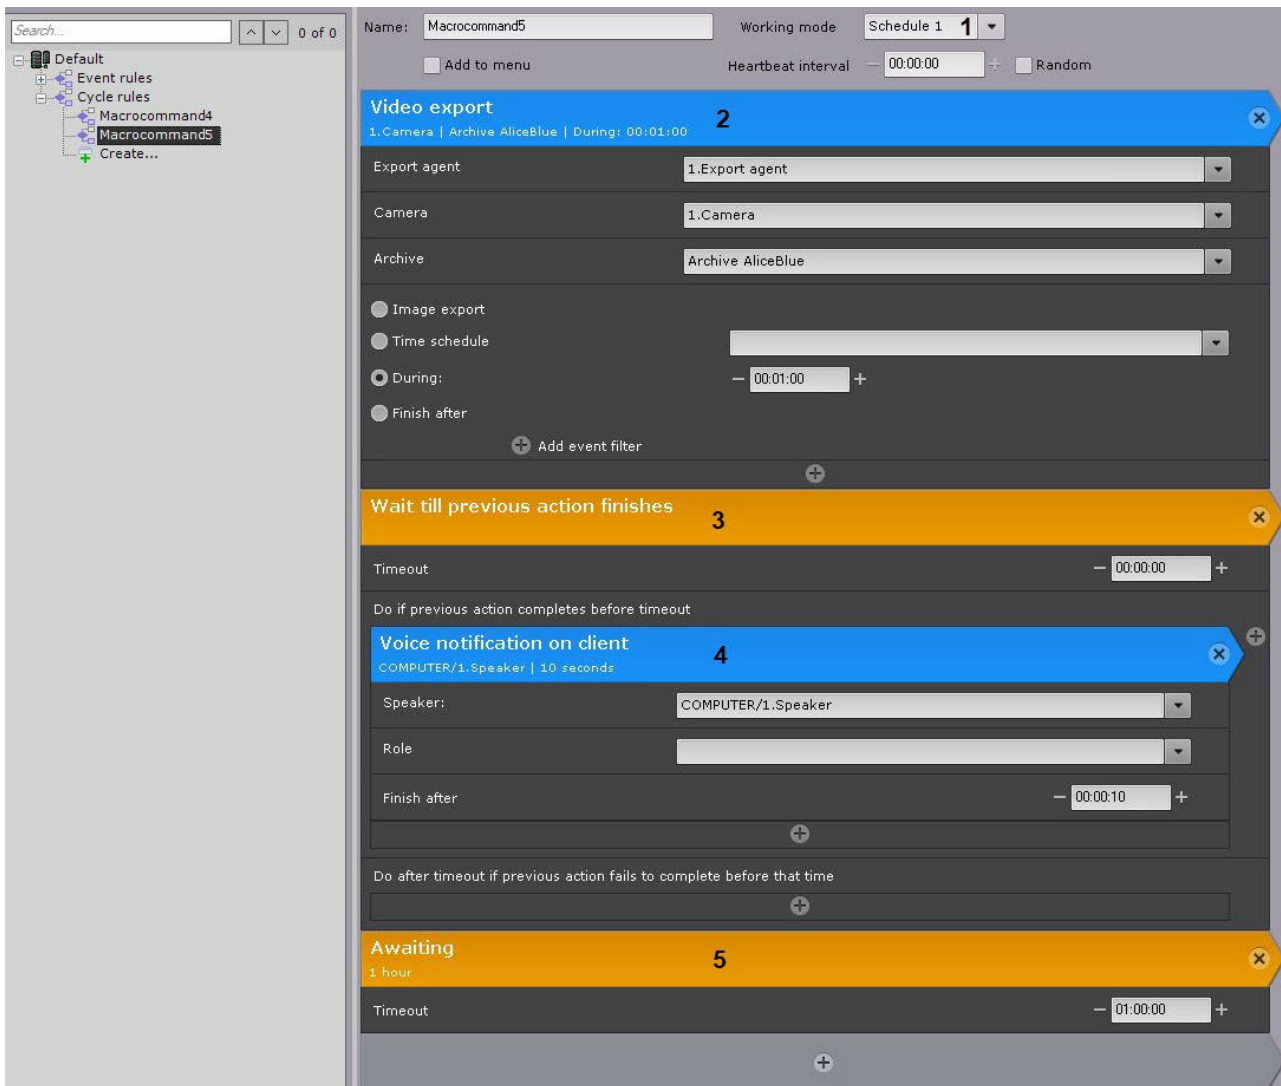 Search...
0 of 0
Default
Event rules
Cycle rules
Macrocommand4
Macrocommand5
Create...
Name: Macrocommand5 Working mode Schedule 1 1
Add to menu Heartbeat interval 00:00:00 Random
Video export 2
1.Camera | Archive AliceBlue | During: 00:01:00
Export agent 1.Export agent
Camera 1.Camera
Archive Archive AliceBlue
Image export
Time schedule
During: 00:01:00
Finish after
Add event filter
Wait till previous action finishes 3
Timeout 00:00:00
Do if previous action completes before timeout
Voice notification on client 4
COMPUTER/1.Speaker | 10 seconds
Speaker: COMPUTER/1.Speaker
Role
Finish after 00:00:10
Do after timeout if previous action fails to complete before that time
Awaiting 5
1 hour
Timeout 01:00:00